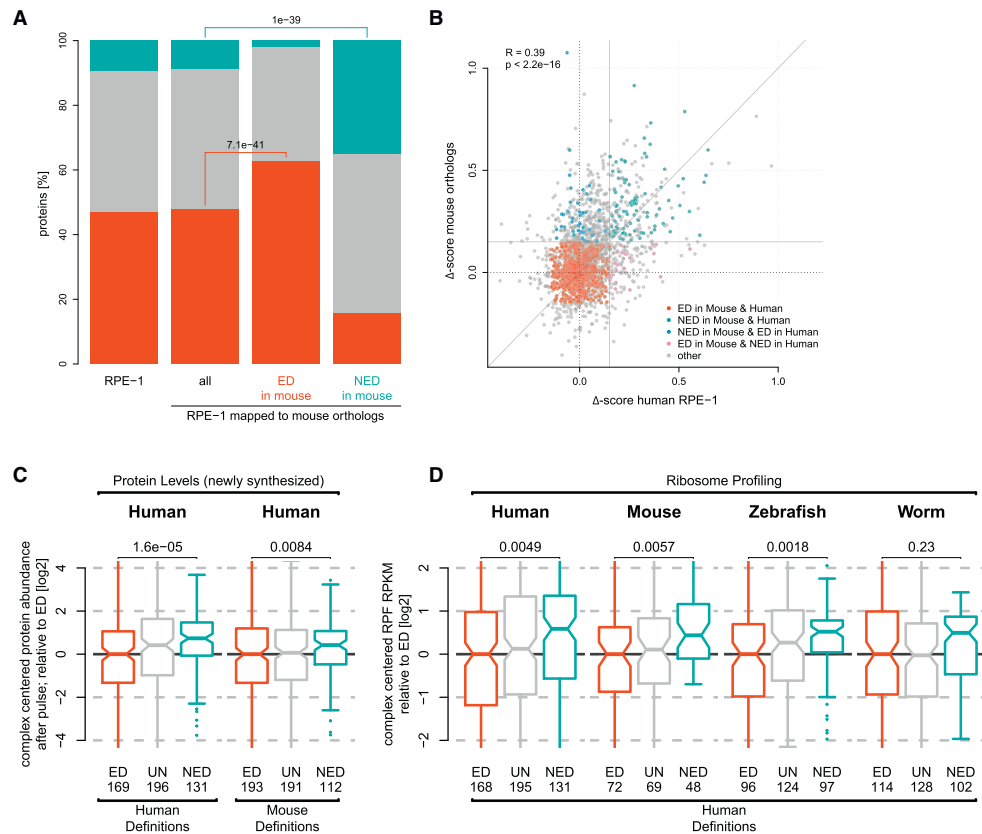 A
1e−39
100
80
60
40
20
0
proteins [%]
7.1e−41
RPE−1
all
ED
in mouse
NED
in mouse
RPE−1 mapped to mouse orthologs
B
R = 0.39
p < 2.2e−16
1.0
0.5
0.0
Δ-score mouse orthologs
ED in Mouse & Human
NED in Mouse & Human
NED in Mouse & ED in Human
ED in Mouse & NED in Human
other
0.0
0.5
1.0
Δ-score human RPE−1
C
Protein Levels (newly synthesized)
Human
Human
1.6e−05
0.0084
complex centered protein abundance
after pulse; relative to ED [log2]
4
2
0
−2
−4
ED UN NED ED UN NED
169 196 131 193 191 112
Human
Definitions
Mouse
Definitions
D
Ribosome Profiling
Human Mouse Zebrafish Worm
0.0049 0.0057 0.0018 0.23
complex centered RPF RPKM
relative to ED [log2]
2
1
0
−1
−2
ED UN NED ED UN NED ED UN NED ED UN NED
168 195 131 72 69 48 96 124 97 114 128 102
Human
Definitions